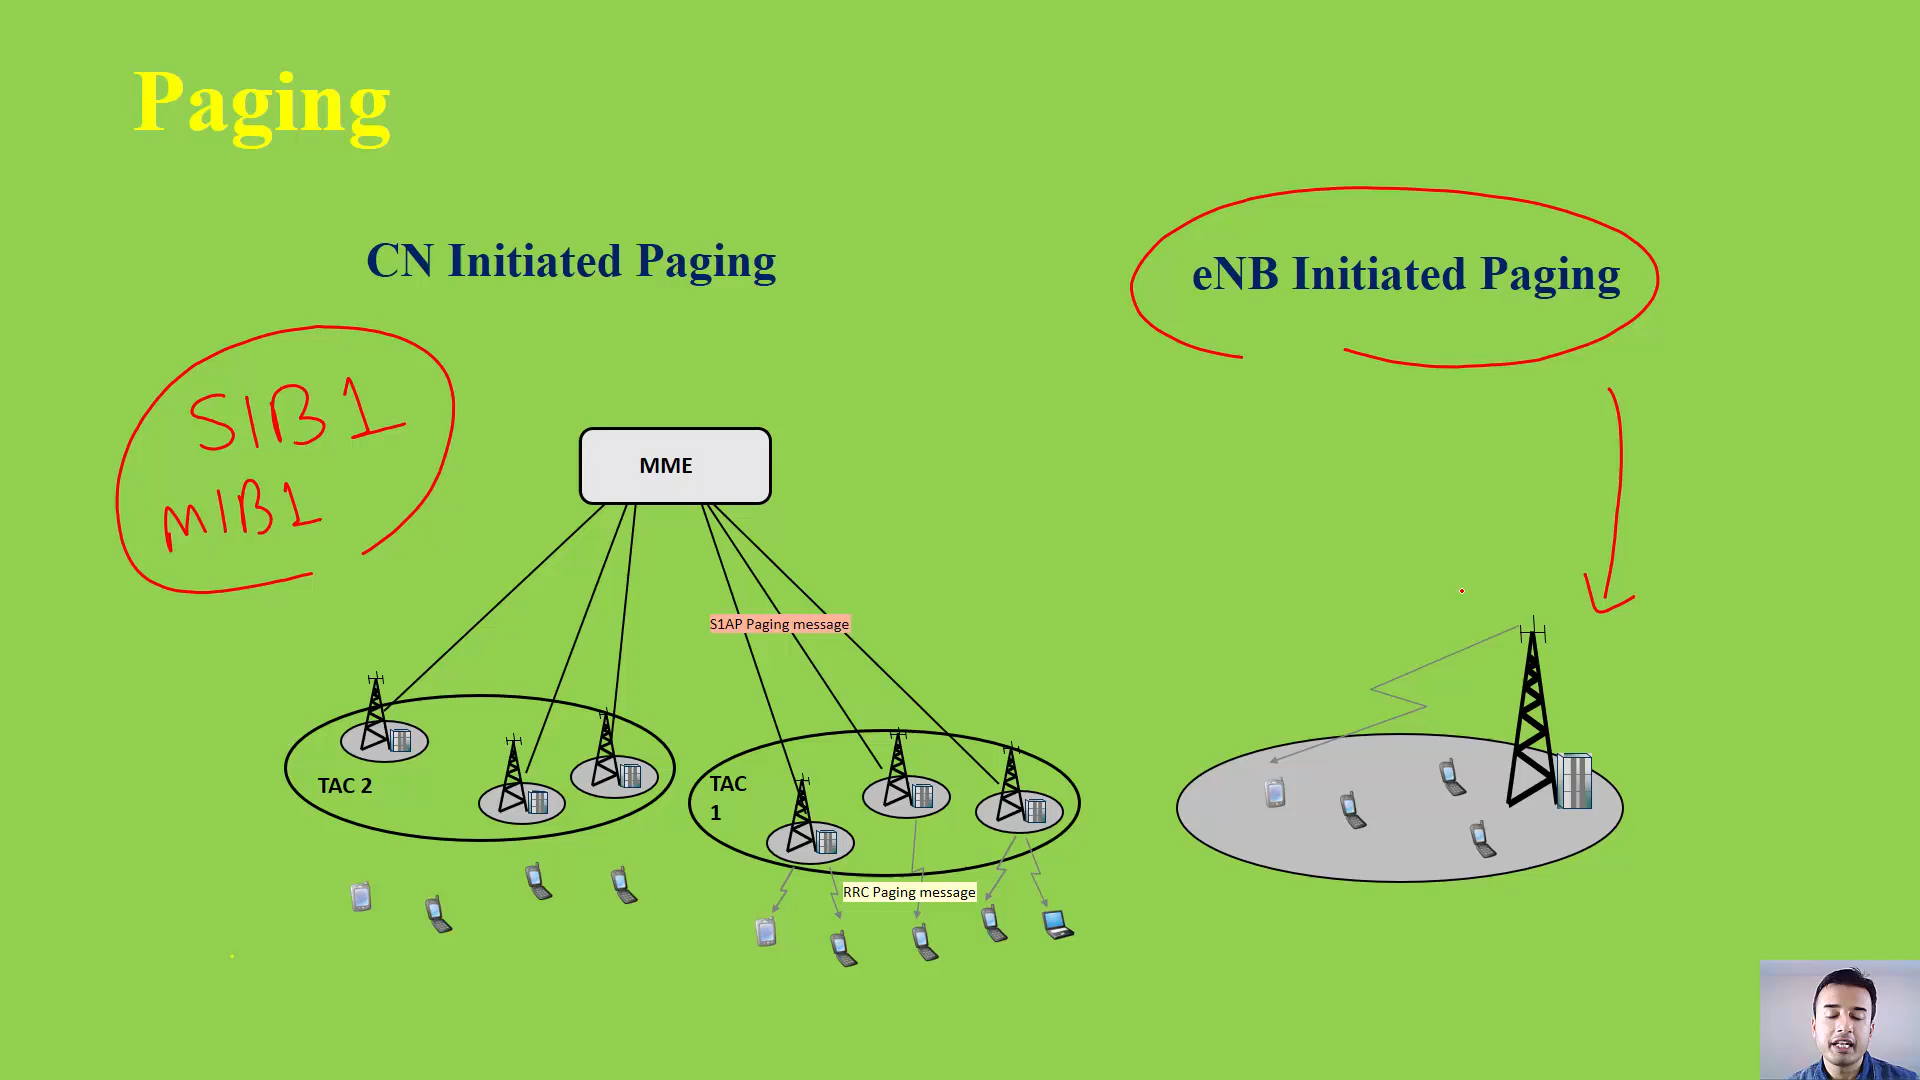 Paging
CN Initiated Paging
eNB Initiated Paging
SIB1
MIB1
MME
S1AP Paging message
TAC 2
TAC
1
RRC Paging message